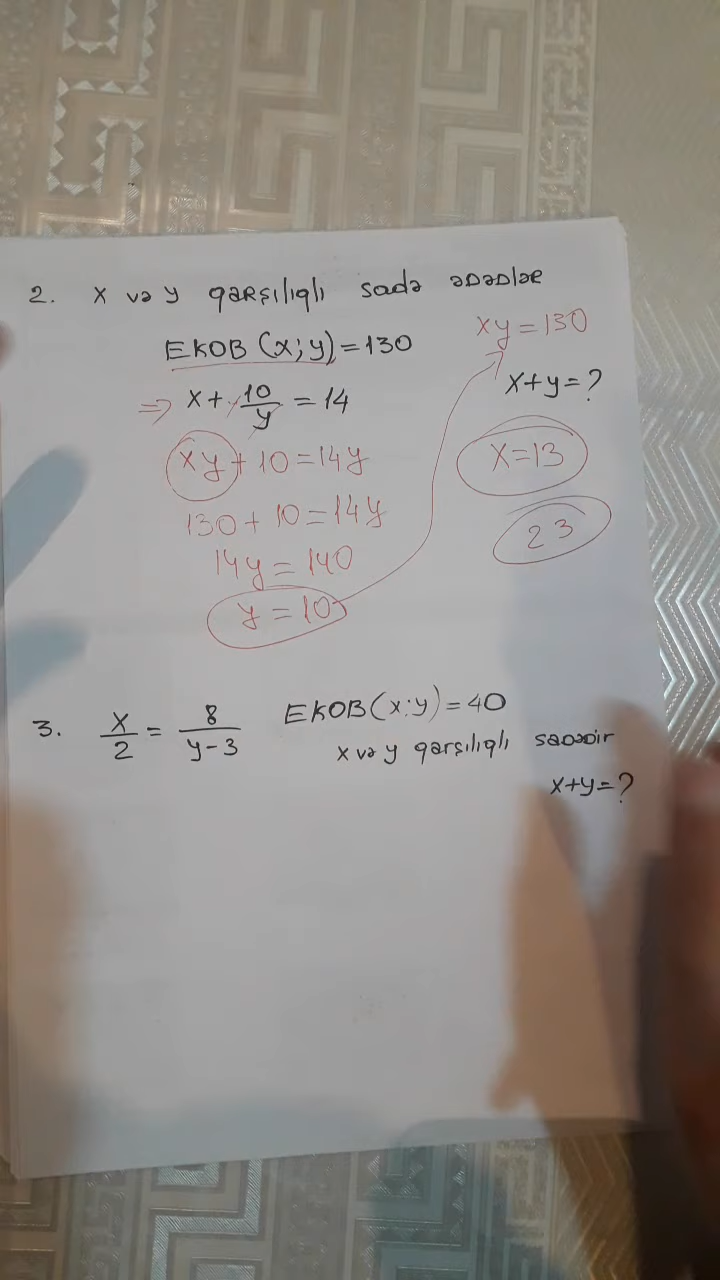 2. x və y qarşılıqlı sadə ədədlər
EKOB (x; y) = 130
xy = 130
⇒ x + 10/y = 14
x+y=?
xy + 10 = 14y
x=13
130 + 10 = 14y
23
14y = 140
y = 10
3. x/2 = 8/(y-3) EKOB(x;y) = 40
x və y qarşılıqlı sadədir
x+y=?